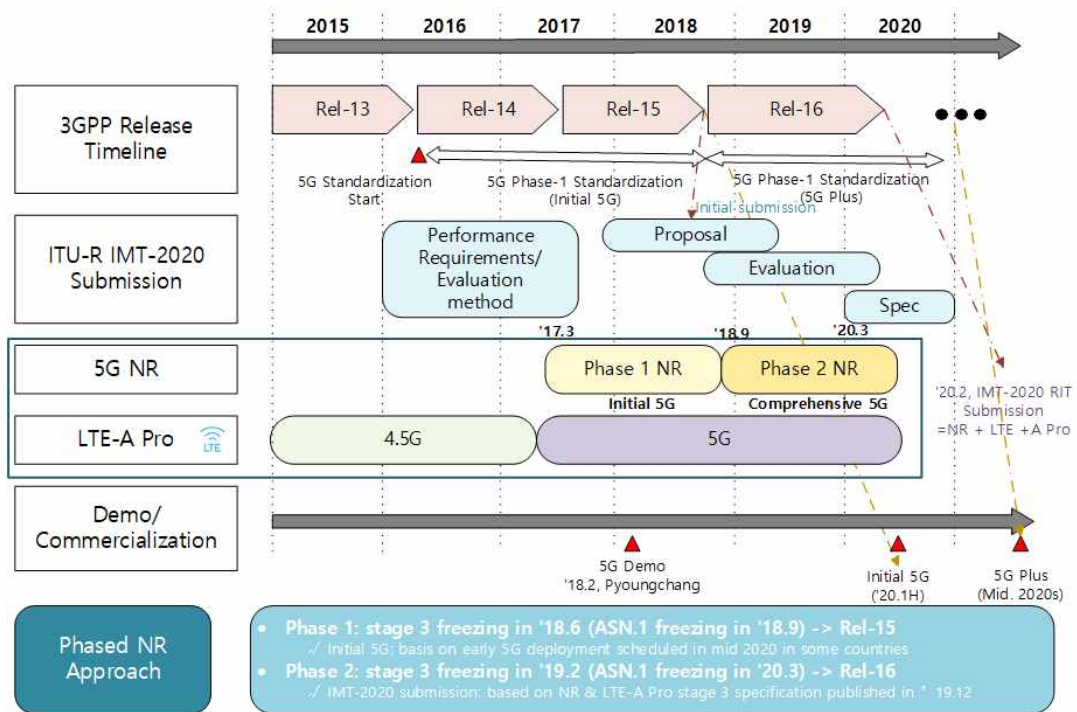 2015 2016 2017 2018 2019 2020
3GPP Release
Timeline
Rel-13 Rel-14 Rel-15 Rel-16
5G Standardization
Start
5G Phase-1 Standardization
(Initial 5G)
5G Phase-1 Standardization
(5G Plus)
Initial submission
ITU-R IMT-2020
Submission
Performance
Requirements/
Evaluation
method
Proposal
Evaluation
Spec
'17.3 '18.9 '20.3
5G NR
Phase 1 NR Phase 2 NR
Initial 5G Comprehensive 5G
'20.2, IMT-2020 RIT
Submission
=NR + LTE +A Pro
LTE-A Pro
LTE
4.5G 5G
Demo/
Commercialization
5G Demo
'18.2, Pyoungchang
Initial 5G
('20.1H)
5G Plus
(Mid. 2020s)
Phased NR
Approach
• Phase 1: stage 3 freezing in '18.6 (ASN.1 freezing in '18.9) -> Rel-15
✓ Initial 5G: basis on early 5G deployment scheduled in mid 2020 in some countries
• Phase 2: stage 3 freezing in '19.2 (ASN.1 freezing in '20.3) -> Rel-16
✓ IMT-2020 submission: based on NR & LTE-A Pro stage 3 specification published in ' 19.12